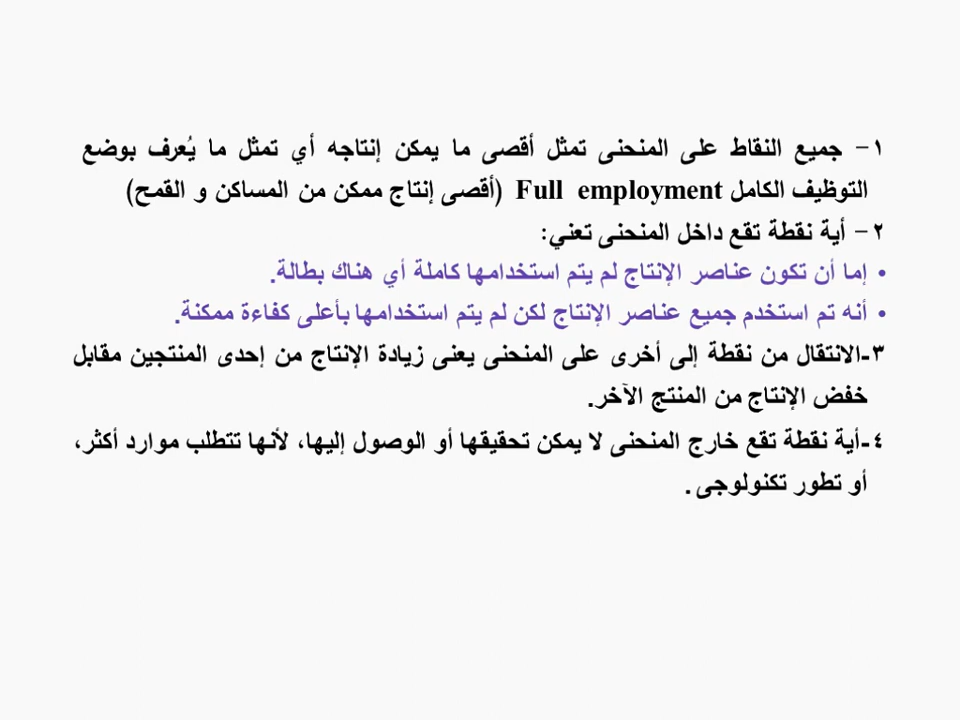 ١- جميع النقاط على المنحنى تمثل أقصى ما يمكن إنتاجه أي تمثل ما يُعرف بوضع
التوظيف الكامل Full employment (أقصى إنتاج ممكن من المساكن و القمح)
٢- أية نقطة تقع داخل المنحنى تعني:
• إما أن تكون عناصر الإنتاج لم يتم استخدامها كاملة أي هناك بطالة.
• أنه تم استخدم جميع عناصر الإنتاج لكن لم يتم استخدامها بأعلى كفاءة ممكنة.
٣-الانتقال من نقطة إلى أخرى على المنحنى يعنى زيادة الإنتاج من إحدى المنتجين مقابل
خفض الإنتاج من المنتج الآخر.
٤-أية نقطة تقع خارج المنحنى لا يمكن تحقيقها أو الوصول إليها، لأنها تتطلب موارد أكثر،
أو تطور تكنولوجى .